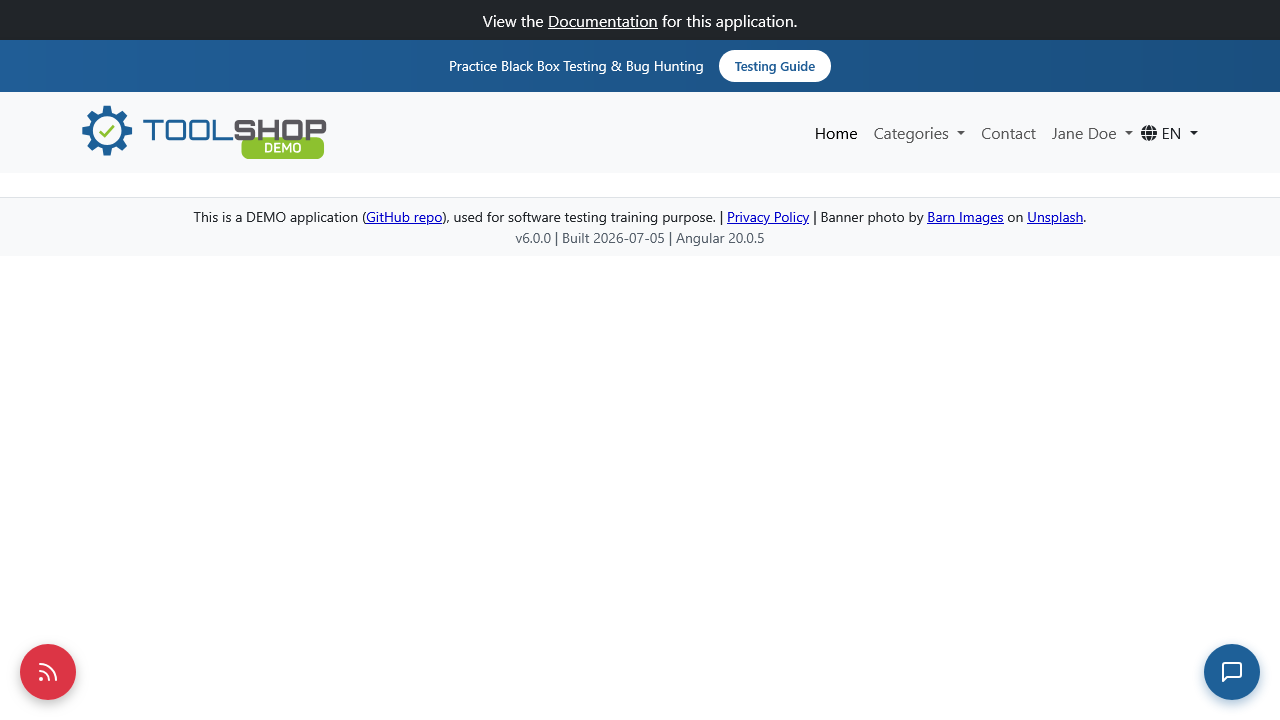 View the Documentation for this application.
Practice Black Box Testing & Bug Hunting Testing Guide
TOOLSHOP
DEMO
Home Categories Contact Jane Doe EN
This is a DEMO application (GitHub repo), used for software testing training purpose. | Privacy Policy | Banner photo by Barn Images on Unsplash.
v6.0.0 | Built 2026-07-05 | Angular 20.0.5